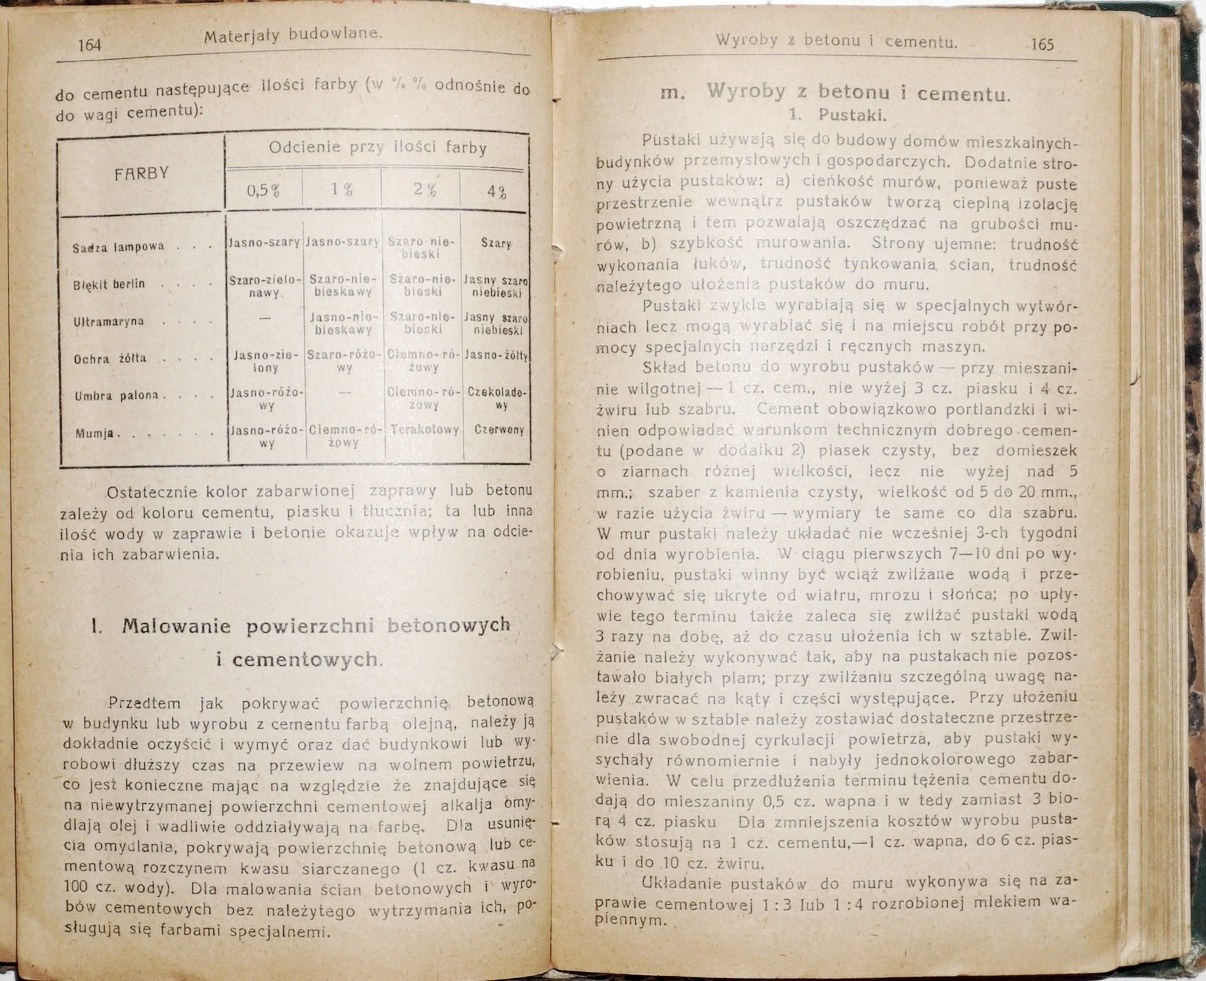 164
Materjały budowlane.
do cementu następujące ilości farby (w % % odnośnie do
do wagi cementu):
FARBY
Odcienie przy ilości farby
0,5% 1% 2% 4%
Sadza lampowa . . . Jasno-szary Jasno-szary Szaro nie- Szary
bieski
Błękit berlin . . . . Szaro-zielo- Szaro-nie- Szaro-nie- Jasny szaro
nawy bieskawy bieski niebieski
Ultramaryna . . . . — Jasno-nie- Szaro-nie- Jasny szaro
bieskawy bieski niebieski
Ochra żółta . . . . Jasno-zie- Szaro-różo- Ciemno-ró- Jasno-żółty
lony wy żowy
Umbra palona . . . . Jasno-różo- — Ciemno-ró- Czekolado-
wy żowy wy
Mumja . . . . . . . Jasno-różo- Ciemno-ró- Terakotowy Czerwony
wy żowy
Ostatecznie kolor zabarwionej zaprawy lub betonu
zależy od koloru cementu, piasku i tłucznia; ta lub inna
ilość wody w zaprawie i betonie okazuje wpływ na odcie-
nia ich zabarwienia.
l. Malowanie powierzchni betonowych
i cementowych.
Przedtem jak pokrywać powierzchnię betonową
w budynku lub wyrobu z cementu farbą olejną, należy ją
dokładnie oczyścić i wymyć oraz dać budynkowi lub wy-
robowi dłuższy czas na przewiew na wolnem powietrzu,
co jest konieczne mając na względzie że znajdujące się
na niewytrzymanej powierzchni cementowej alkalja omy-
dlają olej i wadliwie oddziaływają na farbę. Dla usunię-
cia omydlania, pokrywają powierzchnię betonową lub ce-
mentową rozczynem kwasu siarczanego (1 cz. kwasu na
100 cz. wody). Dla malowania ścian betonowych i wyro-
bów cementowych bez należytego wytrzymania ich, po-
sługują się farbami specjalnemi.
Wyroby z betonu i cementu. 165
m. Wyroby z betonu i cementu.
1. Pustaki.
Pustaki używają się do budowy domów mieszkalnych-
budynków przemysłowych i gospodarczych. Dodatnie stro-
ny użycia pustaków: a) cieńkość murów, ponieważ puste
przestrzenie wewnątrz pustaków tworzą cieplną izolację
powietrzną i tem pozwalają oszczędzać na grubości mu-
rów, b) szybkość murowania. Strony ujemne: trudność
wykonania łuków, trudność tynkowania ścian, trudność
należytego ułożenia pustaków do muru.
Pustaki zwykle wyrabiają się w specjalnych wytwór-
niach lecz mogą wyrabiać się i na miejscu robót przy po-
mocy specjalnych narzędzi i ręcznych maszyn.
Skład betonu do wyrobu pustaków — przy mieszani-
nie wilgotnej — 1 cz. cem., nie wyżej 3 cz. piasku i 4 cz.
żwiru lub szabru. Cement obowiązkowo portlandzki i wi-
nien odpowiadać warunkom technicznym dobrego cemen-
tu (podane w dodatku 2) piasek czysty, bez domieszek
o ziarnach różnej wielkości, lecz nie wyżej nad 5
mm.; szaber z kamienia czysty, wielkość od 5 do 20 mm.,
w razie użycia żwiru — wymiary te same co dla szabru.
W mur pustaki należy układać nie wcześniej 3-ch tygodni
od dnia wyrobienia. W ciągu pierwszych 7—10 dni po wy-
robieniu, pustaki winny być wciąż zwilżane wodą i prze-
chowywać się ukryte od wiatru, mrozu i słońca; po upły-
wie tego terminu także zaleca się zwilżać pustaki wodą
3 razy na dobę, aż do czasu ułożenia ich w sztable. Zwil-
żanie należy wykonywać tak, aby na pustakach nie pozos-
tawało białych plam; przy zwilżaniu szczególną uwagę na-
leży zwracać na kąty i części występujące. Przy ułożeniu
pustaków w sztable należy zostawiać dostateczne przestrze-
nie dla swobodnej cyrkulacji powietrza, aby pustaki wy-
sychały równomiernie i nabyły jednokolorowego zabar-
wienia. W celu przedłużenia terminu tężenia cementu do-
dają do mieszaniny 0,5 cz. wapna i w tedy zamiast 3 bio-
rą 4 cz. piasku Dla zmniejszenia kosztów wyrobu pusta-
ków stosują na 1 cz. cementu,—1 cz. wapna, do 6 cz. pias-
ku i do 10 cz. żwiru.
Układanie pustaków do muru wykonywa się na za-
prawie cementowej 1 : 3 lub 1 : 4 rozrobionej mlekiem wa-
piennym.